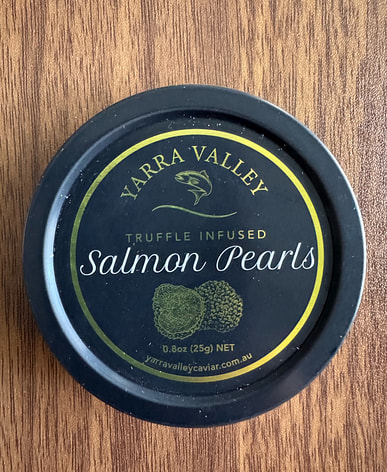 YARRA VALLEY
TRUFFLE INFUSED
Salmon Pearls
0.8oz (25g) NET
yarravalleycaviar.com.au